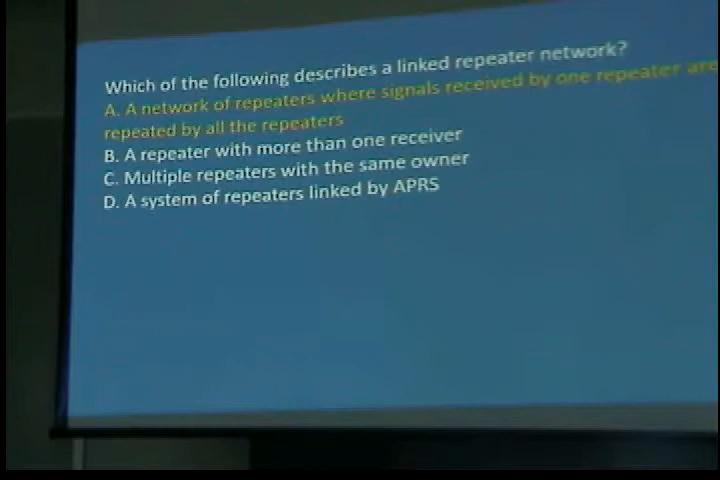 Which of the following describes a linked repeater network?
A. A network of repeaters where signals received by one repeater are
repeated by all the repeaters
B. A repeater with more than one receiver
C. Multiple repeaters with the same owner
D. A system of repeaters linked by APRS